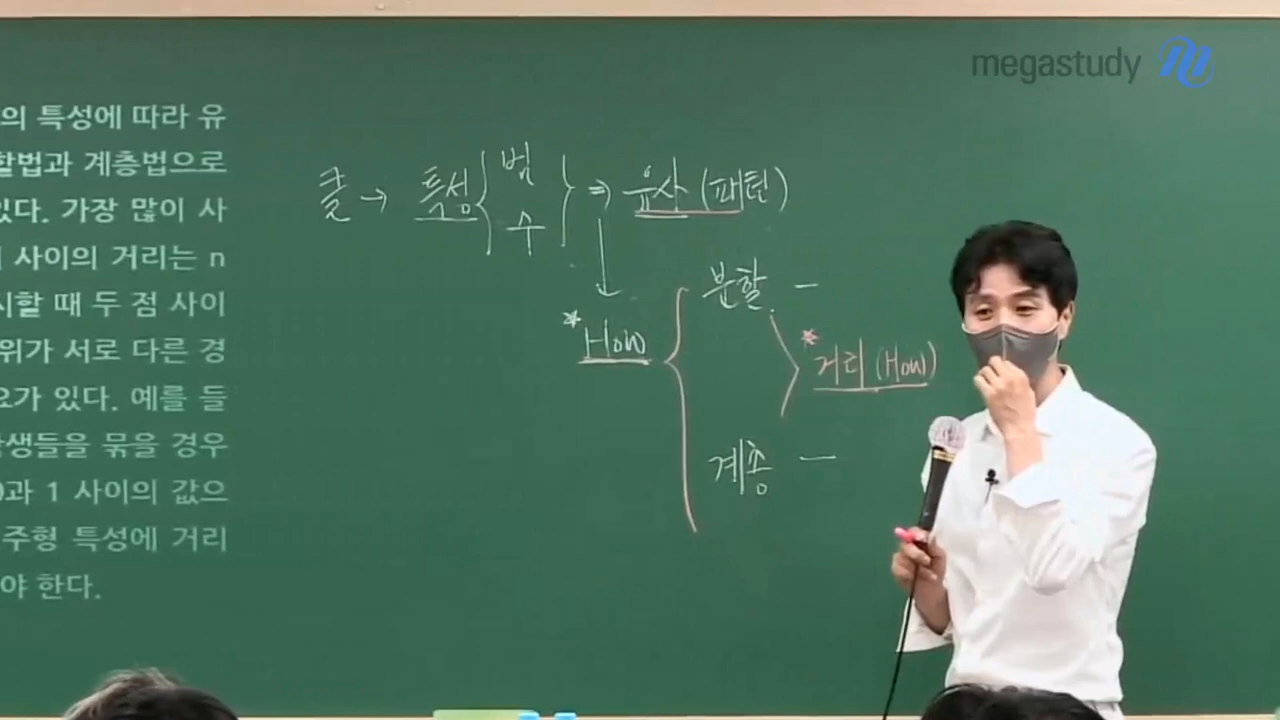 megastudy
의 특성에 따라 유
할법과 계층법으로
있다. 가장 많이 사
사이의 거리는 n
시할 때 두 점 사이
위가 서로 다른 경
요가 있다. 예를 들
학생들을 묶을 경우
0과 1 사이의 값으
주형 특성에 거리
야 한다.
클 → 특성 { 범 수 } ⇒ 유사 (패턴)
*How
분할 -
*거리 (How)
계층 -